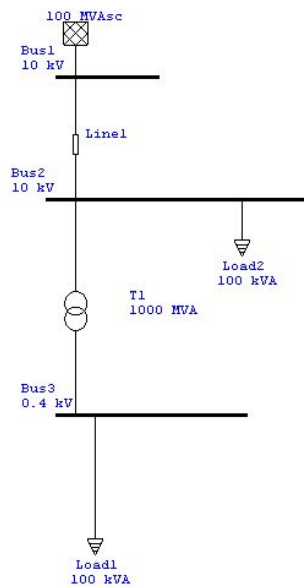 100 MVAsc
Bus1
10 kV
Line1
Bus2
10 kV
Load2
100 kVA
T1
1000 MVA
Bus3
0.4 kV
Load1
100 kVA